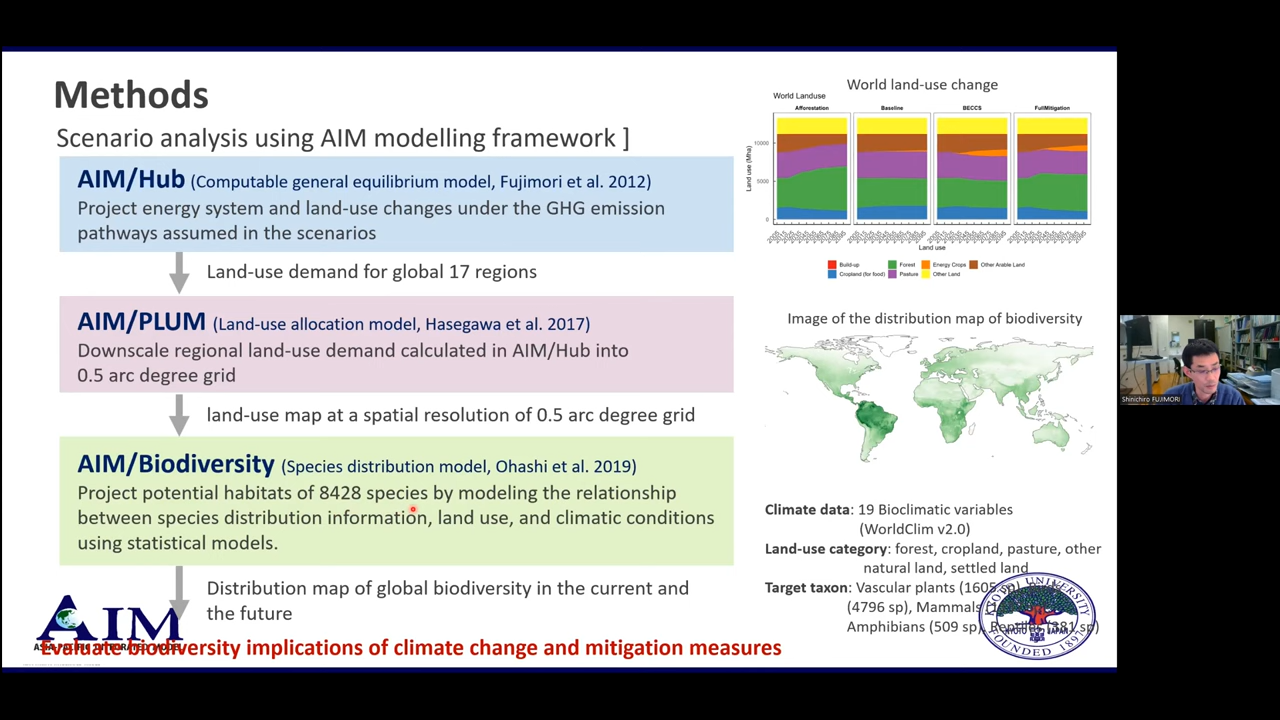 Methods
Scenario analysis using AIM modelling framework ]
AIM/Hub (Computable general equilibrium model, Fujimori et al. 2012)
Project energy system and land-use changes under the GHG emission
pathways assumed in the scenarios
Land-use demand for global 17 regions
AIM/PLUM (Land-use allocation model, Hasegawa et al. 2017)
Downscale regional land-use demand calculated in AIM/Hub into
0.5 arc degree grid
land-use map at a spatial resolution of 0.5 arc degree grid
AIM/Biodiversity (Species distribution model, Ohashi et al. 2019)
Project potential habitats of 8428 species by modeling the relationship
between species distribution information, land use, and climatic conditions
using statistical models.
Distribution map of global biodiversity in the current and
the future
AIM
Evaluate biodiversity implications of climate change and mitigation measures
World land-use change
World Landuse
Afforestation Baseline BECCS FullMitigation
Land use (Mha)
10000
5000
0
Land use
Build-up Forest Energy Crops Other Arable Land
Cropland (for food) Pasture Other Land
Image of the distribution map of biodiversity
Climate data: 19 Bioclimatic variables
(WorldClim v2.0)
Land-use category: forest, cropland, pasture, other
natural land, settled land
Target taxon: Vascular plants (1605 sp),
(4796 sp), Mammals
Amphibians (509 sp), Reptiles (381 sp)
KYOTO UNIVERSITY
KYOTO JAPAN
FOUNDED 1897
Shinichiro FUJIMORI